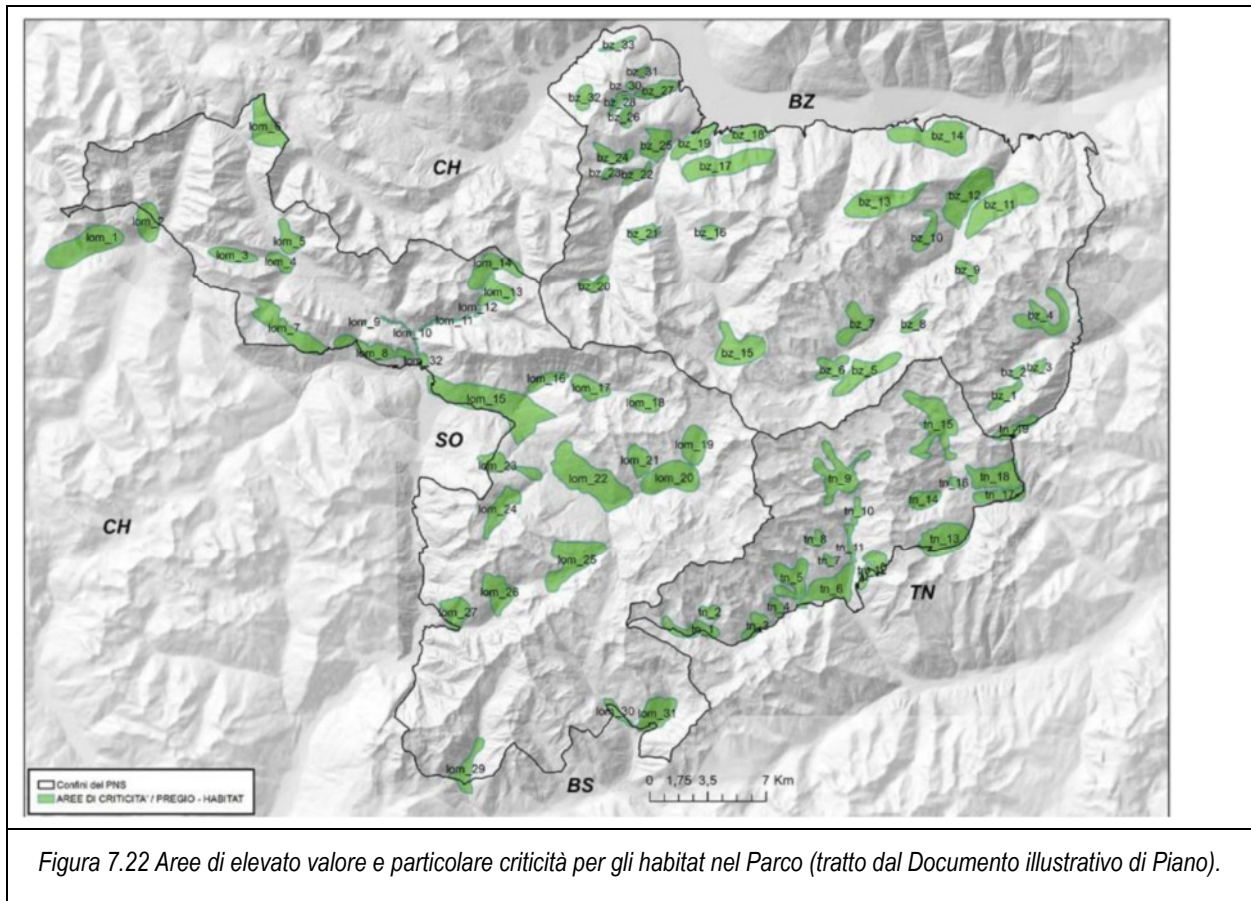 bz_33
BZ
bz_31
bz_30
bz_27
bz_32
bz_28
bz_26
lom_6
bz_18
bz_14
bz_19
bz_25
CH
bz_24
bz_17
bz_23
bz_22
bz_12
bz_13
bz_11
lom_2
lom_1
bz_21
bz_16
bz_10
lom_5
lom_3
lom_4
lom_14
bz_9
lom_13
bz_20
lom_12
bz_4
lom_9
lom_11
lom_7
lom_10
bz_7
bz_8
lom_8
bz_15
lom_32
bz_6
bz_5
bz_2
bz_3
lom_16
lom_17
bz_1
lom_15
lom_18
tn_15
tn_19
SO
lom_19
lom_23
lom_21
lom_22
lom_20
tn_9
tn_16
tn_18
tn_17
tn_14
lom_24
CH
tn_10
tn_8
tn_13
tn_11
lom_25
tn_7
tn_5
lom_26
tn_6
TN
tn_4
lom_27
tn_2
tn_1
tn_3
lom_30
lom_31
lom_29
BS
0 1,75 3,5 7 Km
Confini del PNS
AREE DI CRITICITA' / PREGIO - HABITAT
Figura 7.22 Aree di elevato valore e particolare criticità per gli habitat nel Parco (tratto dal Documento illustrativo di Piano).